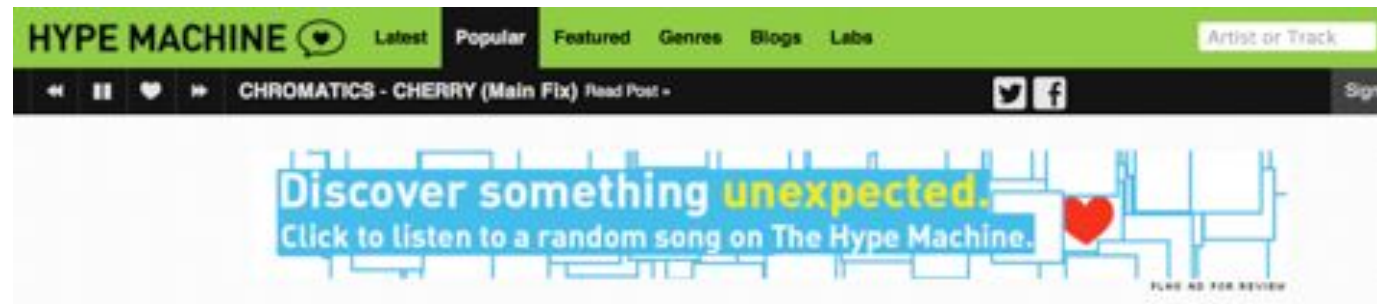 HYPE MACHINE Latest Popular Featured Genres Blogs Labs Artist or Track
CHROMATICS - CHERRY (Main Fix) Read Post » Sign
Discover something unexpected.
Click to listen to a random song on The Hype Machine.
FLAG AD FOR REVIEW